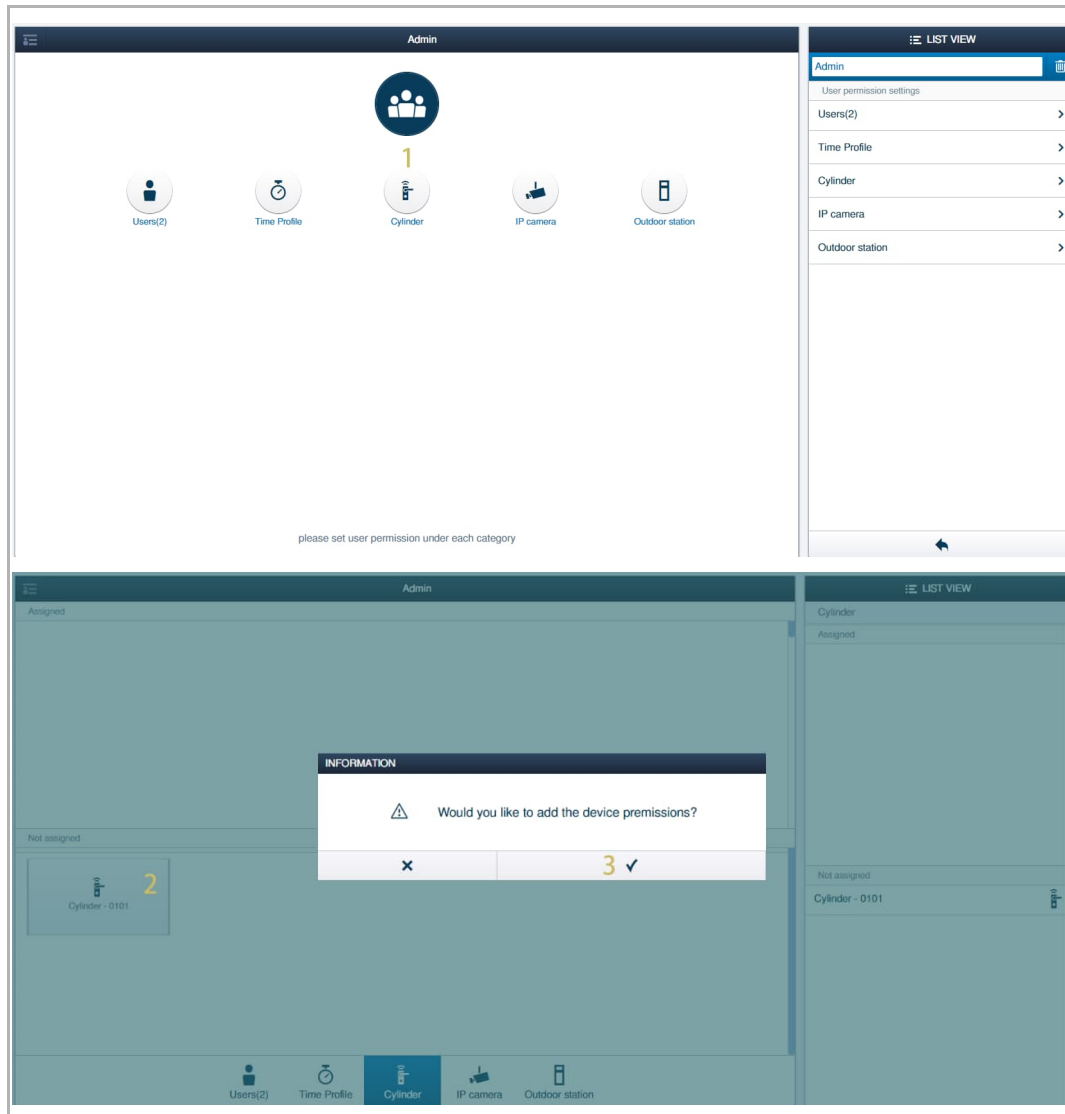 Admin
1
Users(2)
Time Profile
Cylinder
IP camera
Outdoor station
please set user permission under each category
LIST VIEW
Admin
User permission settings
Users(2)
Time Profile
Cylinder
IP camera
Outdoor station
Admin
Assigned
INFORMATION
Would you like to add the device premissions?
3
Not assigned
2
Cylinder - 0101
Users(2)
Time Profile
Cylinder
IP camera
Outdoor station
LIST VIEW
Cylinder
Assigned
Not assigned
Cylinder - 0101